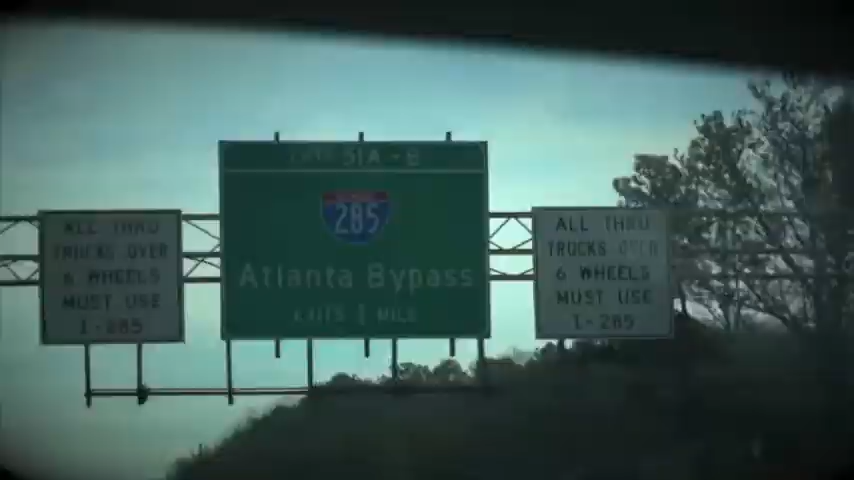 ALL THRU
TRUCKS OVER
6 WHEELS
MUST USE
I-285
51A-B
285
Atlanta Bypass
EXITS 1 MILE
ALL THRU
TRUCKS OVER
6 WHEELS
MUST USE
I-285